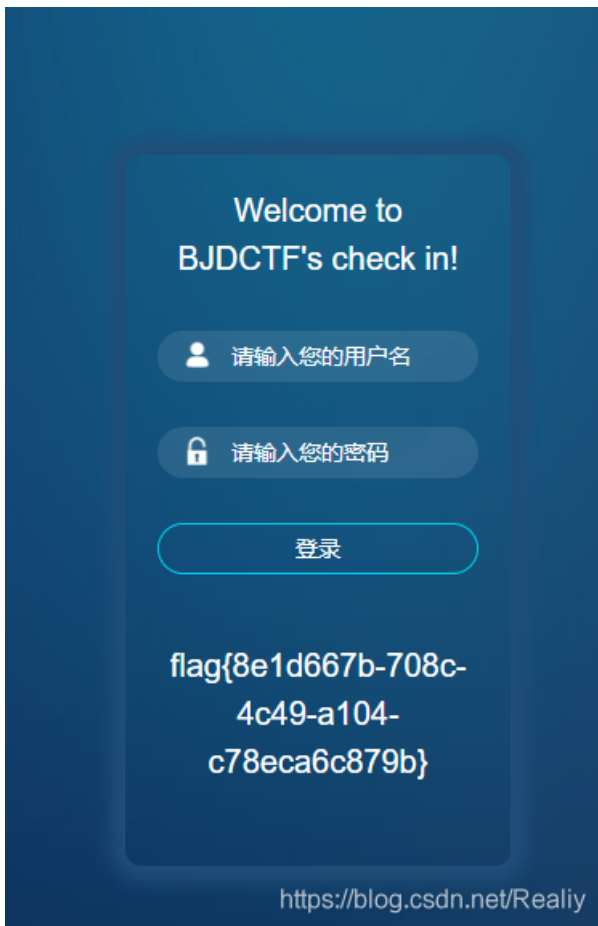 Welcome to
BJDCTF's check in!
请输入您的用户名
请输入您的密码
登录
flag{8e1d667b-708c-
4c49-a104-
c78eca6c879b}
https://blog.csdn.net/Realiy